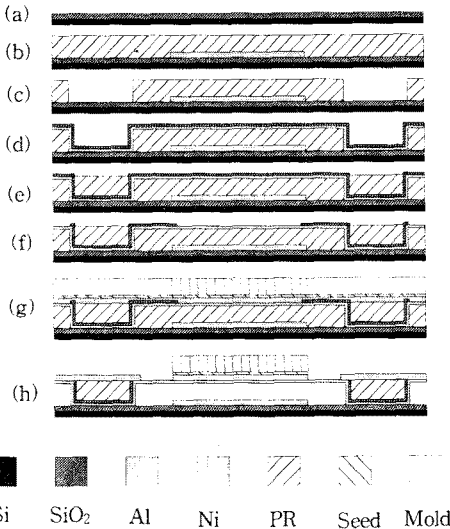 (a)
(b)
(c)
(d)
(e)
(f)
(g)
(h)
Si SiO₂ Al Ni PR Seed Mold